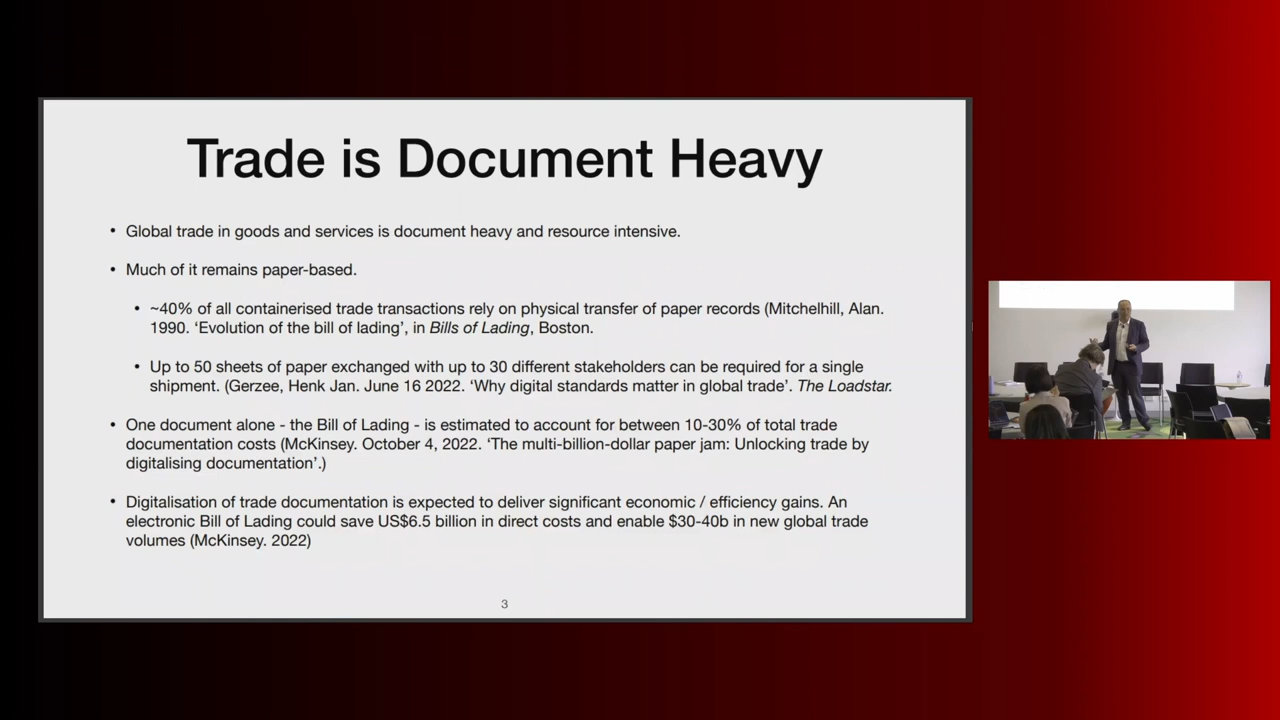 Trade is Document Heavy
• Global trade in goods and services is document heavy and resource intensive.
• Much of it remains paper-based.
• ~40% of all containerised trade transactions rely on physical transfer of paper records (Mitchelhill, Alan.
1990. ‘Evolution of the bill of lading’, in Bills of Lading, Boston.
• Up to 50 sheets of paper exchanged with up to 30 different stakeholders can be required for a single
shipment. (Gerzee, Henk Jan. June 16 2022. ‘Why digital standards matter in global trade’. The Loadstar.
• One document alone - the Bill of Lading - is estimated to account for between 10-30% of total trade
documentation costs (McKinsey. October 4, 2022. ‘The multi-billion-dollar paper jam: Unlocking trade by
digitalising documentation’.)
• Digitalisation of trade documentation is expected to deliver significant economic / efficiency gains. An
electronic Bill of Lading could save US$6.5 billion in direct costs and enable $30-40b in new global trade
volumes (McKinsey. 2022)
3